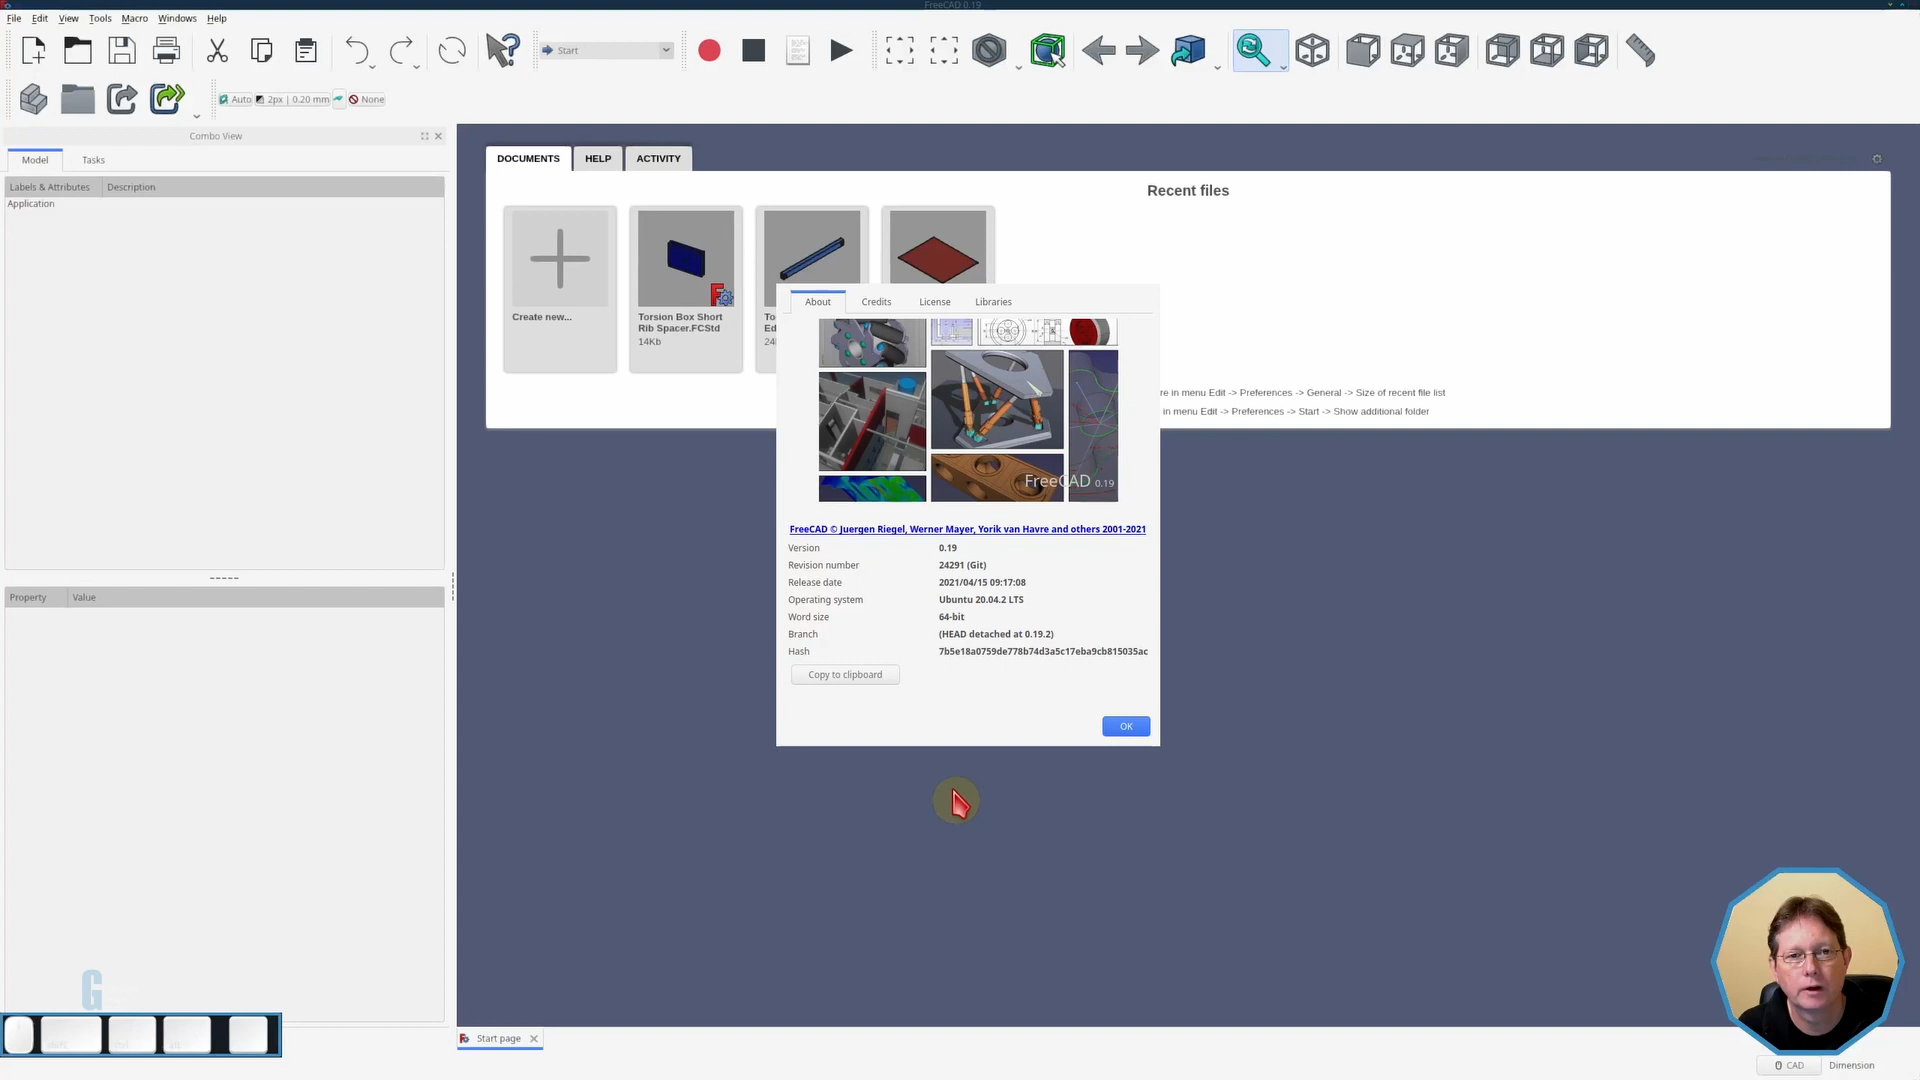 FreeCAD 0.19
File Edit View Tools Macro Windows Help
Start
Auto 2px | 0.20 mm None
Combo View
Model Tasks
Labels & Attributes Description
Application
Property Value
DOCUMENTS HELP ACTIVITY
Recent files
Create new...
Torsion Box Short
Rib Spacer.FCStd
14Kb
in menu Edit -> Preferences -> General -> Size of recent file list
in menu Edit -> Preferences -> Start -> Show additional folder
About Credits License Libraries
FreeCAD 0.19
FreeCAD © Juergen Riegel, Werner Mayer, Yorik van Havre and others 2001-2021
Version 0.19
Revision number 24291 (Git)
Release date 2021/04/15 09:17:08
Operating system Ubuntu 20.04.2 LTS
Word size 64-bit
Branch (HEAD detached at 0.19.2)
Hash 7b5e18a0759de778b74d3a5c17eba9cb815035ac
Copy to clipboard
OK
G
shift ctrl alt
Start page
CAD Dimension